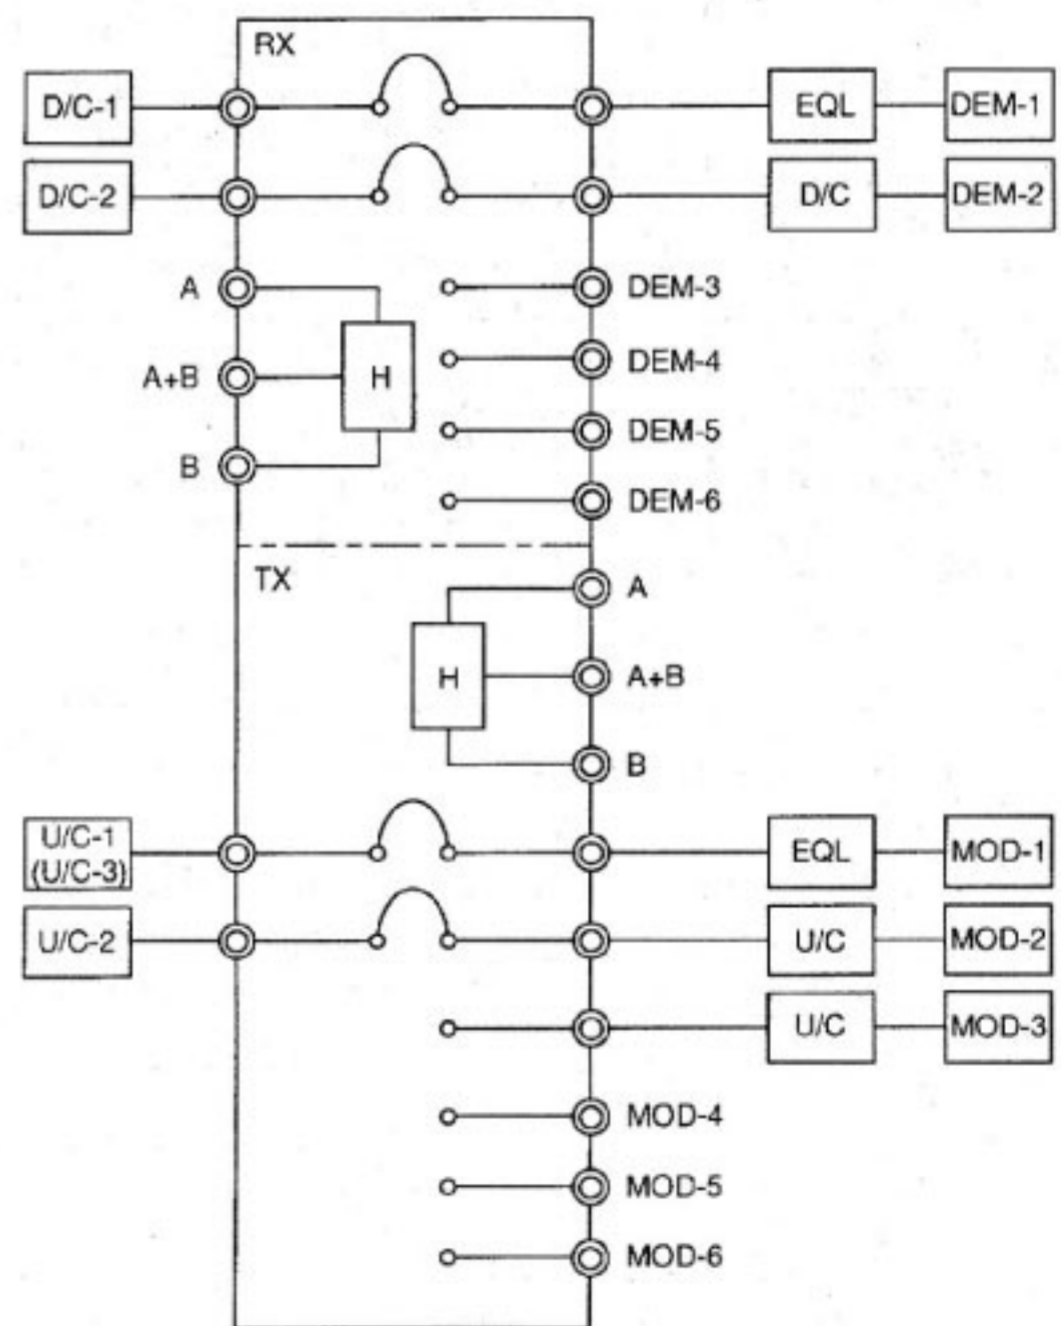 RX
D/C-1
EQL
DEM-1
D/C-2
D/C
DEM-2
A
DEM-3
H
DEM-4
A+B
DEM-5
B
DEM-6
TX
A
H
A+B
B
U/C-1
(U/C-3)
EQL
MOD-1
U/C-2
U/C
MOD-2
U/C
MOD-3
MOD-4
MOD-5
MOD-6